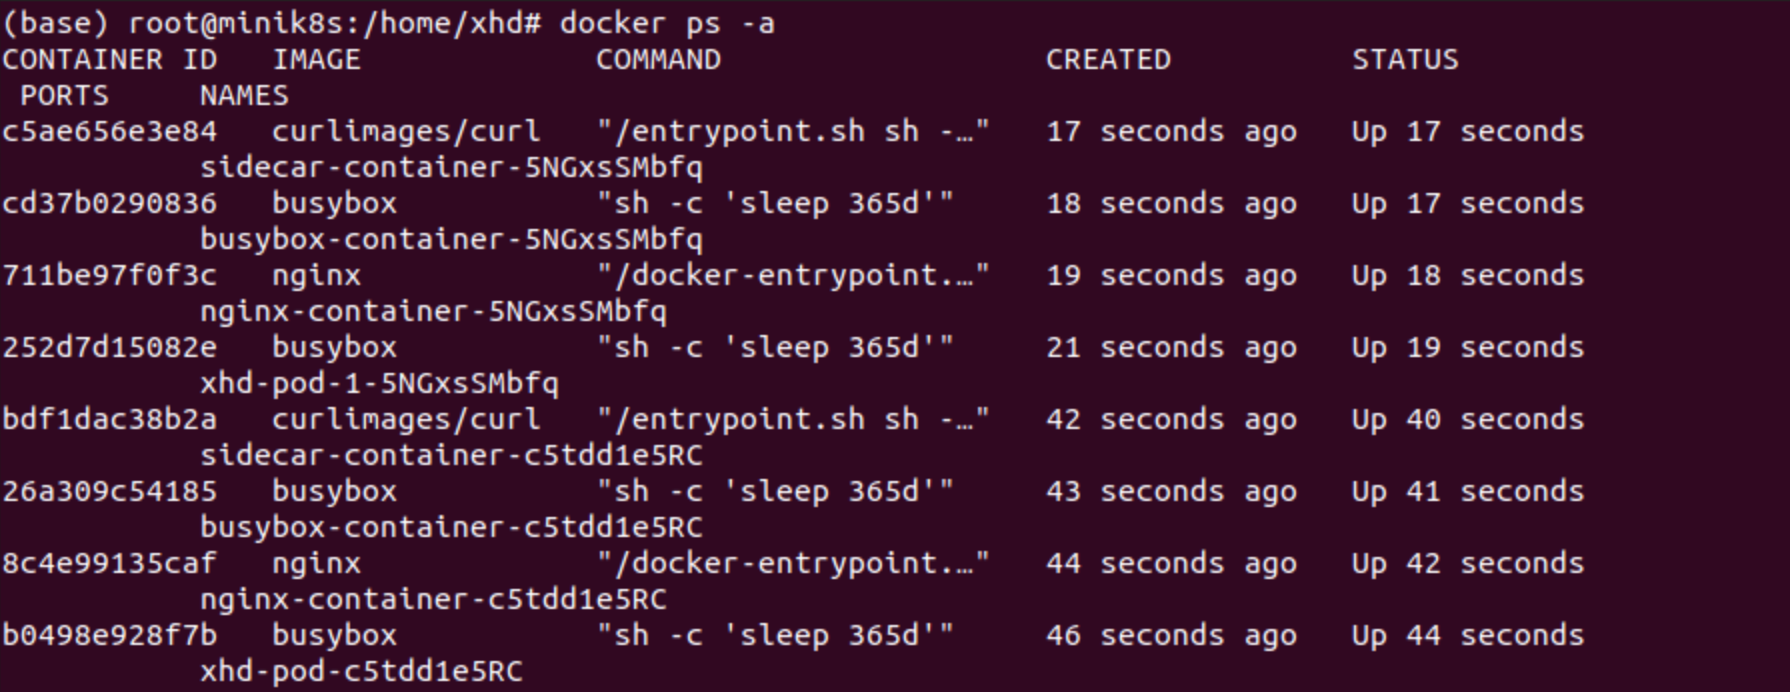 (base) root@minik8s:/home/xhd# docker ps -a
CONTAINER ID   IMAGE             COMMAND                  CREATED          STATUS
 PORTS     NAMES
c5ae656e3e84   curlimages/curl   "/entrypoint.sh sh -…"   17 seconds ago   Up 17 seconds
           sidecar-container-5NGxsSMbfq
cd37b0290836   busybox           "sh -c 'sleep 365d'"     18 seconds ago   Up 17 seconds
           busybox-container-5NGxsSMbfq
711be97f0f3c   nginx             "/docker-entrypoint.…"   19 seconds ago   Up 18 seconds
           nginx-container-5NGxsSMbfq
252d7d15082e   busybox           "sh -c 'sleep 365d'"     21 seconds ago   Up 19 seconds
           xhd-pod-1-5NGxsSMbfq
bdf1dac38b2a   curlimages/curl   "/entrypoint.sh sh -…"   42 seconds ago   Up 40 seconds
           sidecar-container-c5tdd1e5RC
26a309c54185   busybox           "sh -c 'sleep 365d'"     43 seconds ago   Up 41 seconds
           busybox-container-c5tdd1e5RC
8c4e99135caf   nginx             "/docker-entrypoint.…"   44 seconds ago   Up 42 seconds
           nginx-container-c5tdd1e5RC
b0498e928f7b   busybox           "sh -c 'sleep 365d'"     46 seconds ago   Up 44 seconds
           xhd-pod-c5tdd1e5RC